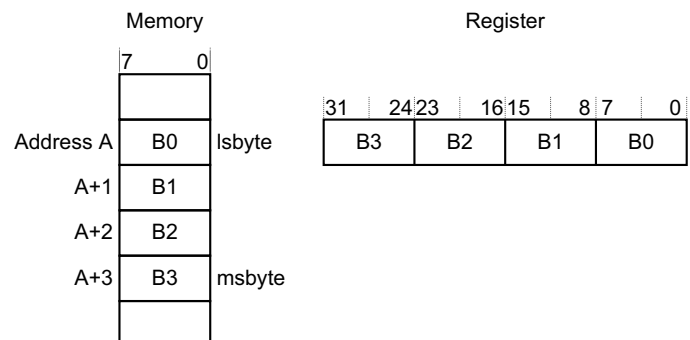 Memory Register
7 0
31 24 23 16 15 8 7 0
Address A B0 lsbyte B3 B2 B1 B0
A+1 B1
A+2 B2
A+3 B3 msbyte